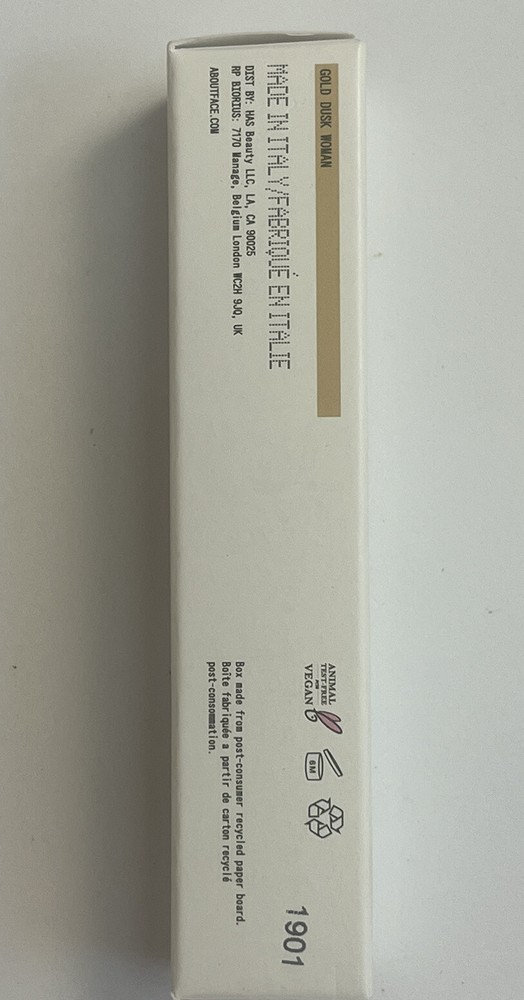 GOLD DUSK WOMAN
MADE IN ITALY/FABRIQUÉ EN ITALIE
DIST BY: HAS Beauty LLC, LA, CA 90025
RP BIORIUS: 7170 Manage, Belgium London WC2H 9JQ, UK
ABOUTFACE.COM
ANIMAL
TEST-FREE
VEGAN
6M
Box made from post-consumer recycled paper board.
Boîte fabriquée a partir de carton recyclé
post-consommation.
1901